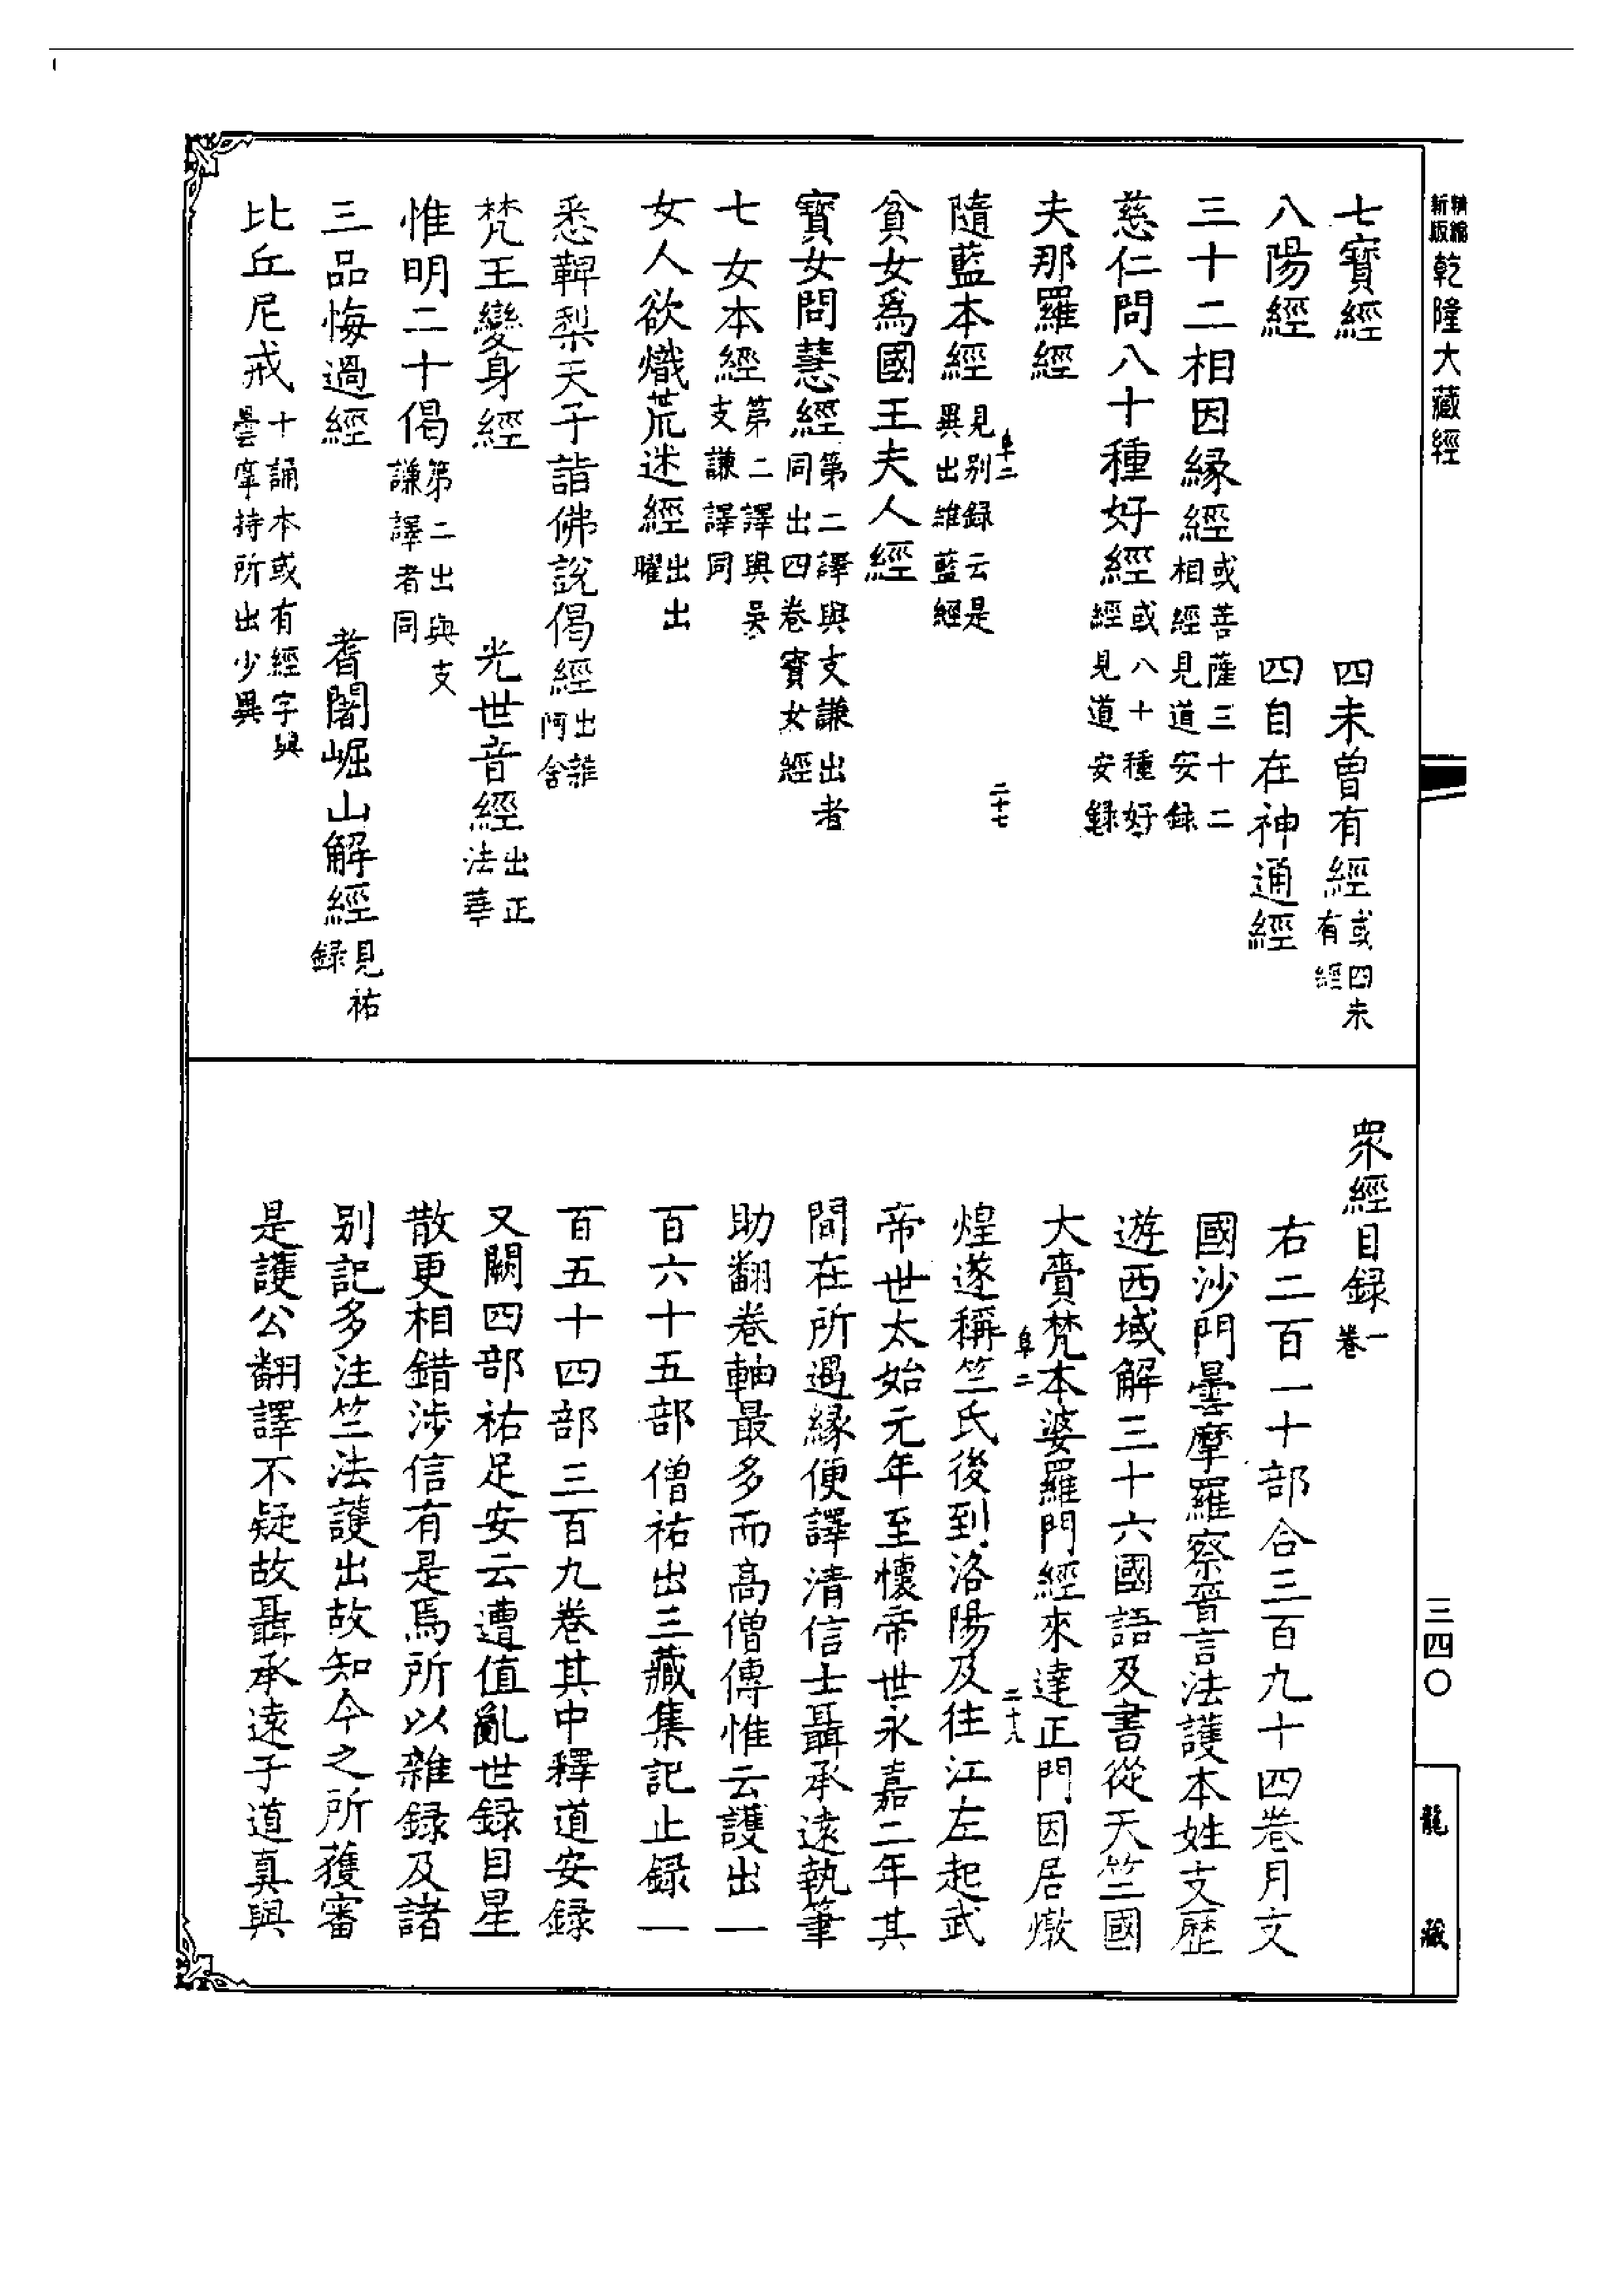 精縮
新版
乾隆大藏經
七寶經　四未曾有經或四未有經
八陽經　四自在神通經
三十二相因緣經或菩薩三十二相經見道安錄
慈仁問八十種好經或八十種好經見道安錄
夫那羅經
阜二　二十七
隨藍本經見別錄云是異出維藍經
貧女爲國王夫人經
寶女問慧經第二譯與支謙出者同出四卷寶女經
七女本經第二譯與吳支謙譯同
女人欲熾荒迷經出出曜
悉鞞梨天子詣佛說偈經出雜阿含
梵王變身經　光世音經出正法華
惟明二十偈第二出與支謙譯者同
三品悔過經　耆闍崛山解經見祐錄
比丘尼戒十誦本或有經字與曇摩持所出少異
衆經目録卷一
右二百一十部合三百九十四卷月支
國沙門曇摩羅察晉言法護本姓支歷
遊西域解三十六國語及書從天竺國
大齎梵本婆羅門經來達正門因居燉
阜二　二十八
煌遂稱竺氏後到洛陽及往江左起武
帝世太始元年至懷帝世永嘉二年其
間在所遇緣便譯清信士聶承遠執筆
助翻卷軸最多而高僧傳惟云護出一
百六十五部僧祐出三藏集記止録一
百五十四部三百九卷其中釋道安録
又闕四部祐足安云遭值亂世録目星
散更相錯涉信有是焉所以雜録及諸
別記多注竺法護出故知今之所獲審
是護公翻譯不疑故聶承遠子道真與
三四〇
龍藏